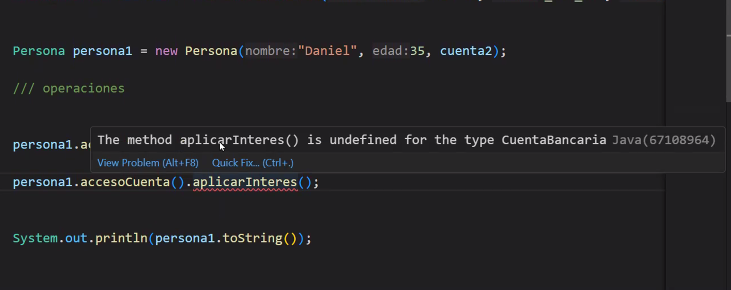 Persona persona1 = new Persona(nombre:"Daniel", edad:35, cuenta2);
/// operaciones
persona1.ac
The method aplicarInteres() is undefined for the type CuentaBancaria Java(67108964)
View Problem (Alt+F8) Quick Fix... (Ctrl+.)
persona1.accesoCuenta().aplicarInteres();
System.out.println(persona1.toString());